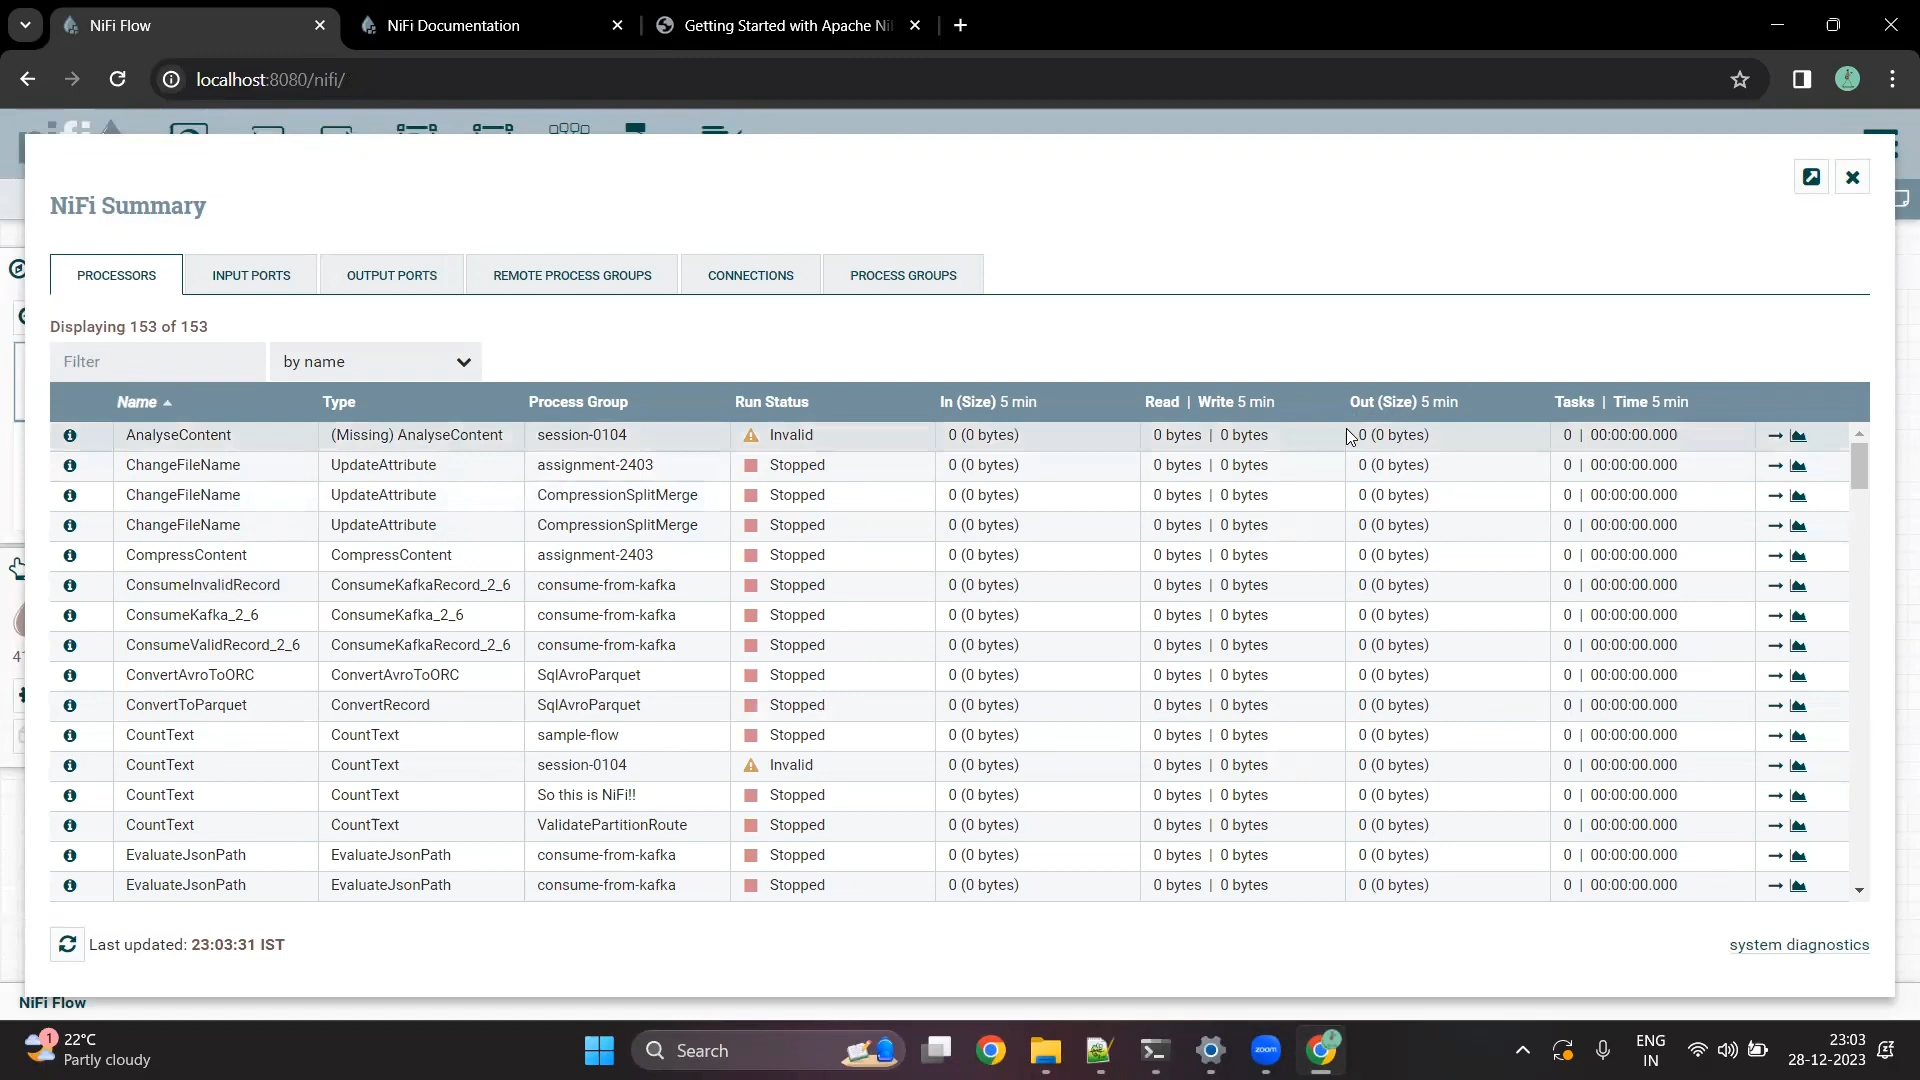 NiFi Flow
NiFi Documentation
Getting Started with Apache Ni
localhost:8080/nifi/
NiFi Summary
PROCESSORS INPUT PORTS OUTPUT PORTS REMOTE PROCESS GROUPS CONNECTIONS PROCESS GROUPS
Displaying 153 of 153
Filter by name
Name Type Process Group Run Status In (Size) 5 min Read | Write 5 min Out (Size) 5 min Tasks | Time 5 min
AnalyseContent (Missing) AnalyseContent session-0104 Invalid 0 (0 bytes) 0 bytes | 0 bytes 0 (0 bytes) 0 | 00:00:00.000
ChangeFileName UpdateAttribute assignment-2403 Stopped 0 (0 bytes) 0 bytes | 0 bytes 0 (0 bytes) 0 | 00:00:00.000
ChangeFileName UpdateAttribute CompressionSplitMerge Stopped 0 (0 bytes) 0 bytes | 0 bytes 0 (0 bytes) 0 | 00:00:00.000
ChangeFileName UpdateAttribute CompressionSplitMerge Stopped 0 (0 bytes) 0 bytes | 0 bytes 0 (0 bytes) 0 | 00:00:00.000
CompressContent CompressContent assignment-2403 Stopped 0 (0 bytes) 0 bytes | 0 bytes 0 (0 bytes) 0 | 00:00:00.000
ConsumeInvalidRecord ConsumeKafkaRecord_2_6 consume-from-kafka Stopped 0 (0 bytes) 0 bytes | 0 bytes 0 (0 bytes) 0 | 00:00:00.000
ConsumeKafka_2_6 ConsumeKafka_2_6 consume-from-kafka Stopped 0 (0 bytes) 0 bytes | 0 bytes 0 (0 bytes) 0 | 00:00:00.000
ConsumeValidRecord_2_6 ConsumeKafkaRecord_2_6 consume-from-kafka Stopped 0 (0 bytes) 0 bytes | 0 bytes 0 (0 bytes) 0 | 00:00:00.000
ConvertAvroToORC ConvertAvroToORC SqlAvroParquet Stopped 0 (0 bytes) 0 bytes | 0 bytes 0 (0 bytes) 0 | 00:00:00.000
ConvertToParquet ConvertRecord SqlAvroParquet Stopped 0 (0 bytes) 0 bytes | 0 bytes 0 (0 bytes) 0 | 00:00:00.000
CountText CountText sample-flow Stopped 0 (0 bytes) 0 bytes | 0 bytes 0 (0 bytes) 0 | 00:00:00.000
CountText CountText session-0104 Invalid 0 (0 bytes) 0 bytes | 0 bytes 0 (0 bytes) 0 | 00:00:00.000
CountText CountText So this is NiFi!! Stopped 0 (0 bytes) 0 bytes | 0 bytes 0 (0 bytes) 0 | 00:00:00.000
CountText CountText ValidatePartitionRoute Stopped 0 (0 bytes) 0 bytes | 0 bytes 0 (0 bytes) 0 | 00:00:00.000
EvaluateJsonPath EvaluateJsonPath consume-from-kafka Stopped 0 (0 bytes) 0 bytes | 0 bytes 0 (0 bytes) 0 | 00:00:00.000
EvaluateJsonPath EvaluateJsonPath consume-from-kafka Stopped 0 (0 bytes) 0 bytes | 0 bytes 0 (0 bytes) 0 | 00:00:00.000
Last updated: 23:03:31 IST
system diagnostics
NiFi Flow
1
22°C
Partly cloudy
Search
zoom
ENG
IN
23:03
28-12-2023